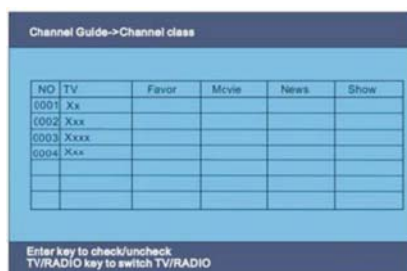 Channel Guide->Channel class
NO TV Favor Movie News Show
0001 Xx
0002 Xxx
0003 Xxxx
0004 Xxx
Enter key to check/uncheck
TV/RADIO key to switch TV/RADIO